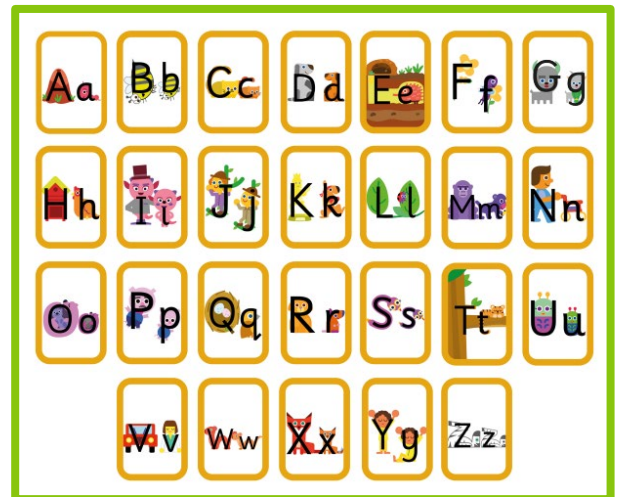 Aa Bb Cc Dd Ee Ff Gg
Hh Ii Jj Kk Ll Mm Nn
Oo Pp Qq Rr Ss Tt Uu
Vv Ww Xx Yy Zz